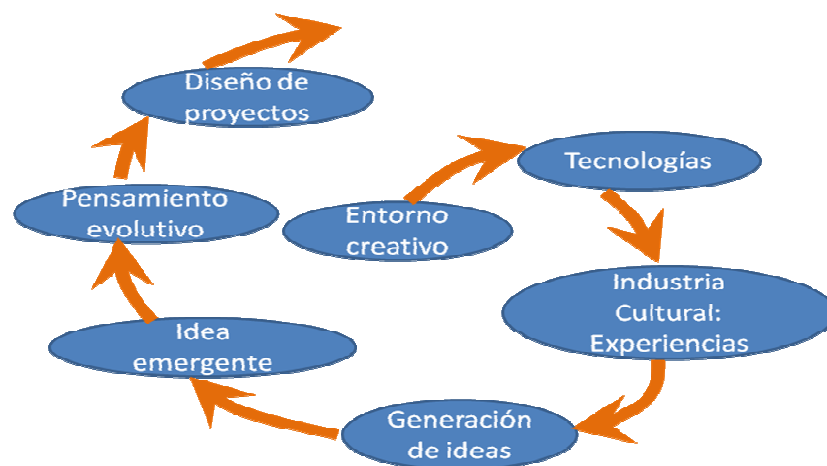 Diseño de
proyectos
Tecnologías
Pensamiento
evolutivo
Entorno
creativo
Industria
Cultural:
Experiencias
Idea
emergente
Generación
de ideas